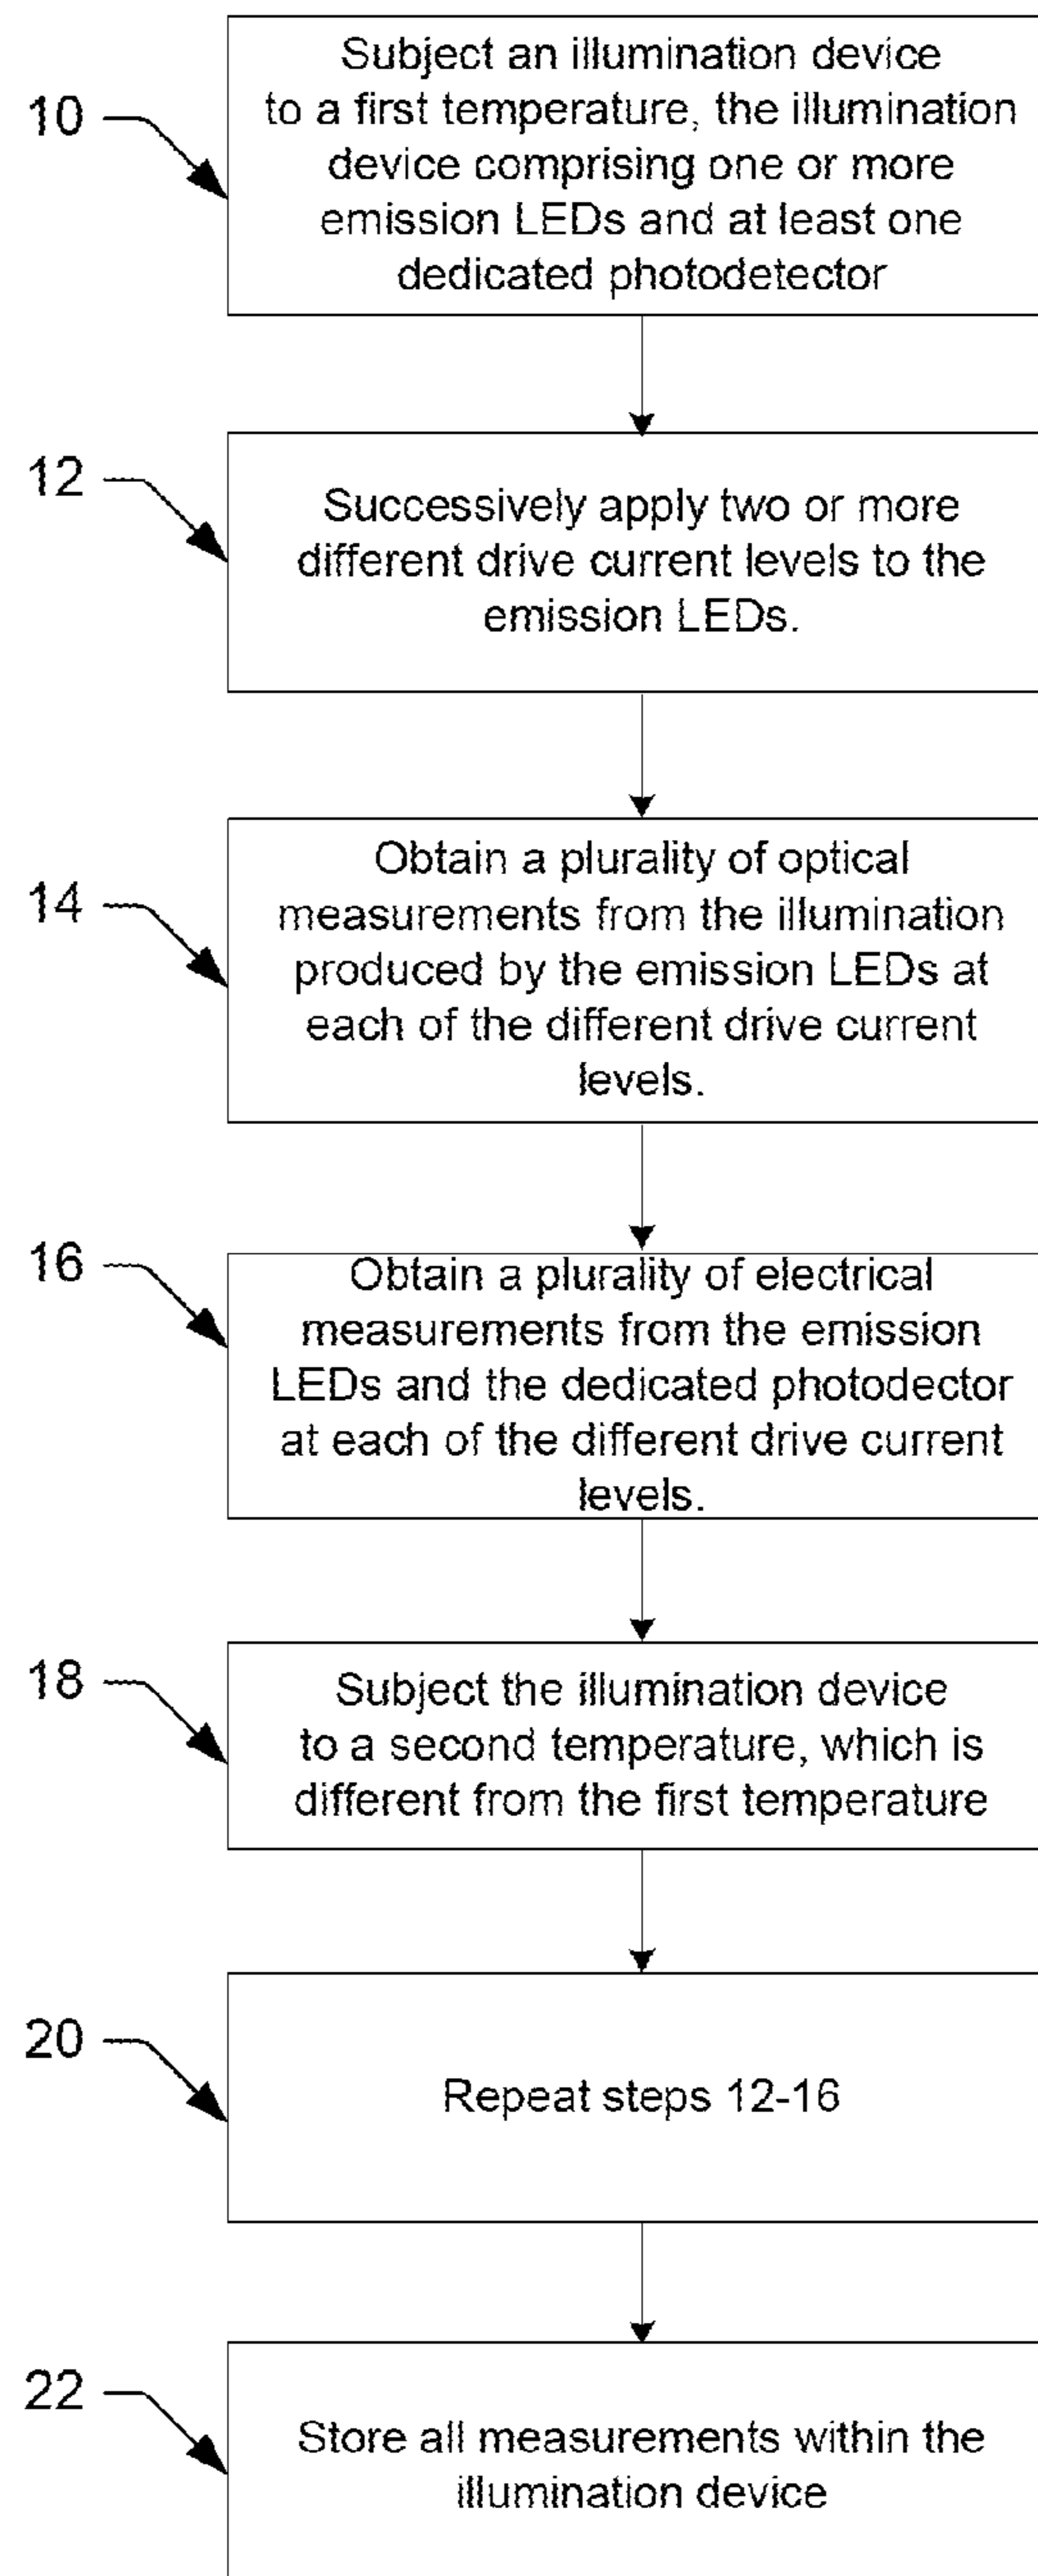 10
Subject an illumination device
to a first temperature, the illumination
device comprising one or more
emission LEDs and at least one
dedicated photodetector
12
Successively apply two or more
different drive current levels to the
emission LEDs.
14
Obtain a plurality of optical
measurements from the illumination
produced by the emission LEDs at
each of the different drive current
levels.
16
Obtain a plurality of electrical
measurements from the emission
LEDs and the dedicated photodector
at each of the different drive current
levels.
18
Subject the illumination device
to a second temperature, which is
different from the first temperature
20
Repeat steps 12-16
22
Store all measurements within the
illumination device